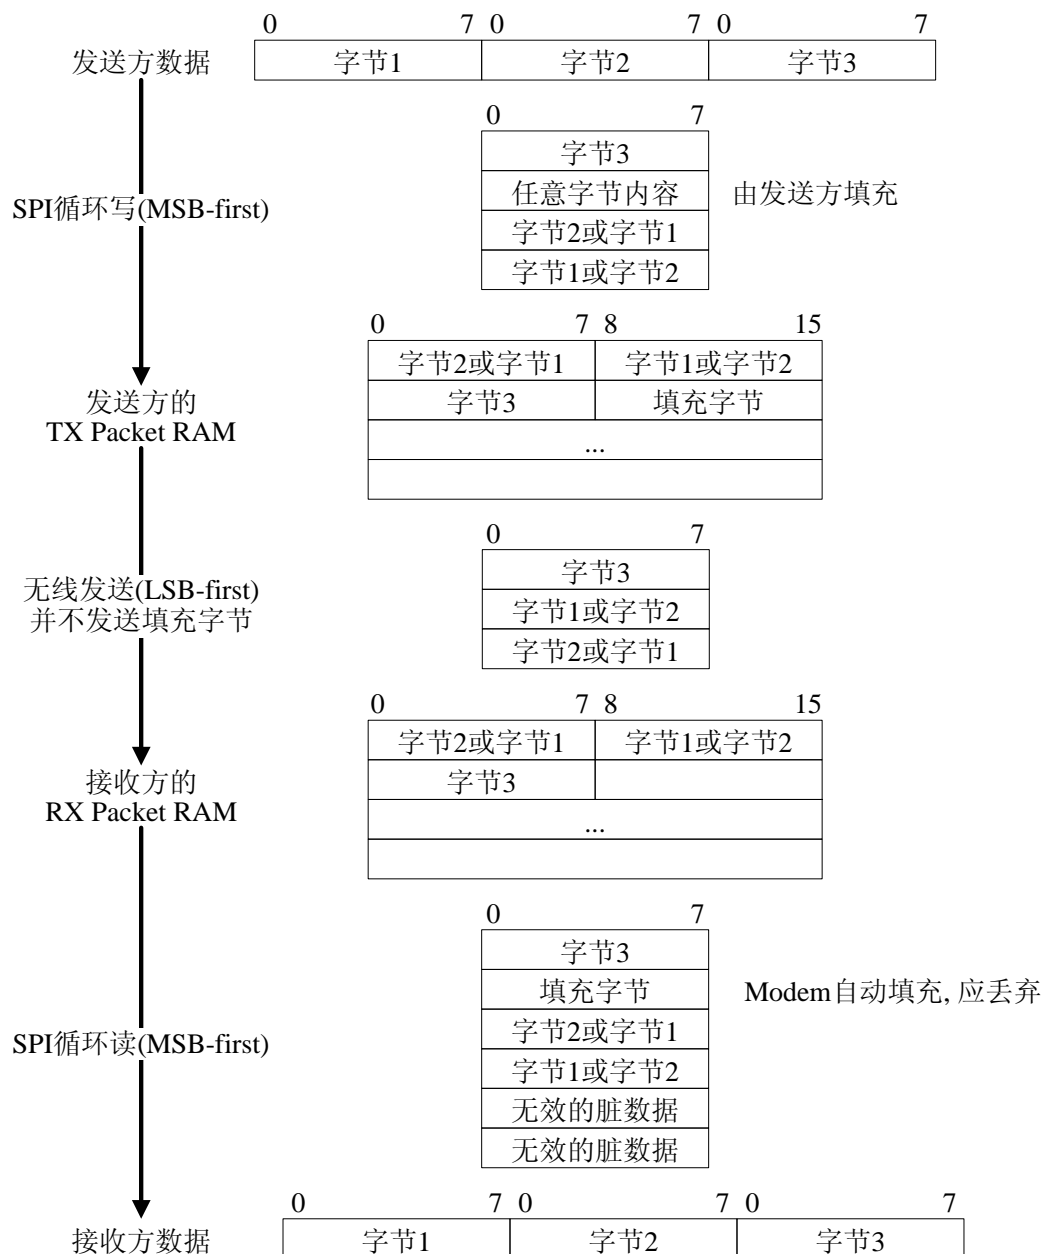 0 7 0 7 0 7
发送方数据 字节1 字节2 字节3
0 7
字节3
任意字节内容 由发送方填充
SPI循环写(MSB-first)
字节2或字节1
字节1或字节2
0 7 8 15
字节2或字节1 字节1或字节2
发送方的 字节3 填充字节
TX Packet RAM
...
0 7
字节3
无线发送(LSB-first)
字节1或字节2
并不发送填充字节
字节2或字节1
0 7 8 15
字节2或字节1 字节1或字节2
接收方的 字节3
RX Packet RAM
...
0 7
字节3
填充字节 Modem自动填充, 应丢弃
SPI循环读(MSB-first) 字节2或字节1
字节1或字节2
无效的脏数据
无效的脏数据
0 7 0 7 0 7
接收方数据 字节1 字节2 字节3